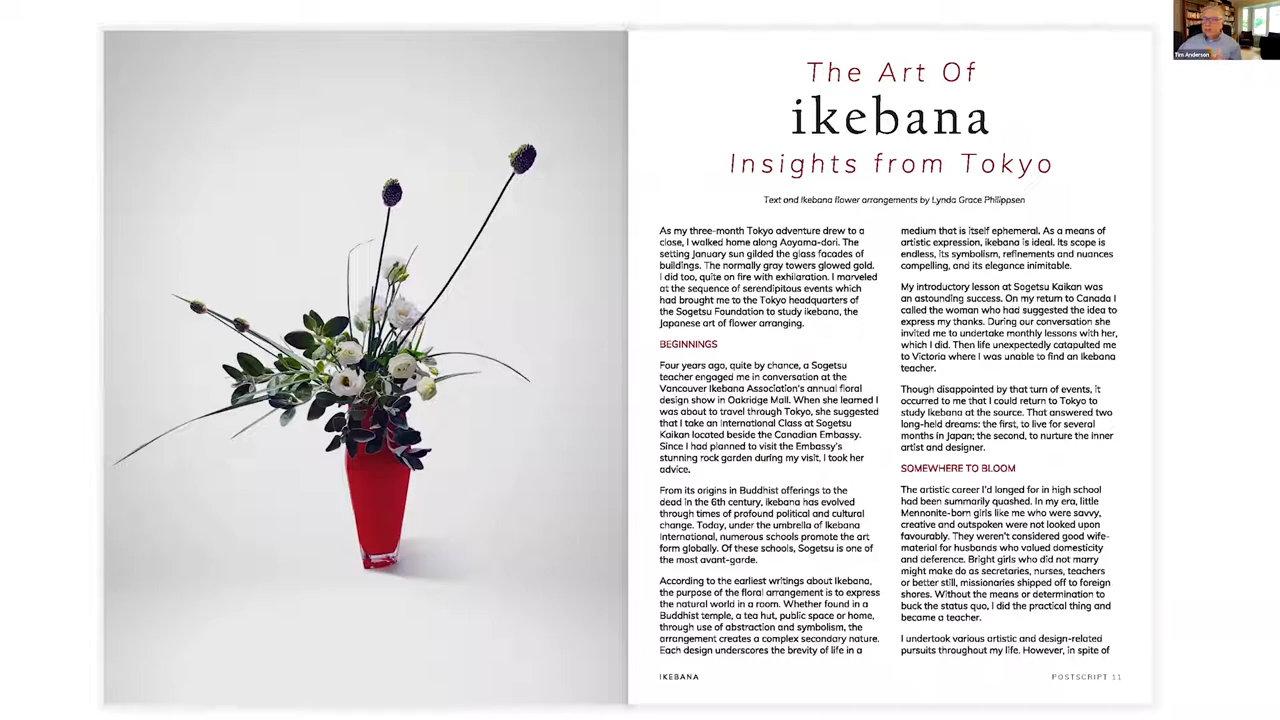 Tim Anderson
The Art Of
ikebana
Insights from Tokyo
Text and Ikebana flower arrangements by Lynda Grace Philippsen
As my three-month Tokyo adventure drew to a
close, I walked home along Aoyama-dori. The
setting January sun gilded the glass facades of
buildings. The normally gray towers glowed gold.
I did too, quite on fire with exhilaration. I marveled
at the sequence of serendipitous events which
had brought me to the Tokyo headquarters of
the Sogetsu Foundation to study ikebana, the
Japanese art of flower arranging.
BEGINNINGS
Four years ago, quite by chance, a Sogetsu
teacher engaged me in conversation at the
Vancouver Ikebana Association's annual floral
design show in Oakridge Mall. When she learned I
was about to travel through Tokyo, she suggested
that I take an International Class at Sogetsu
Kaikan located beside the Canadian Embassy.
Since I had planned to visit the Embassy's
stunning rock garden during my visit, I took her
advice.
From its origins in Buddhist offerings to the
dead in the 6th century, ikebana has evolved
through times of profound political and cultural
change. Today, under the umbrella of Ikebana
International, numerous schools promote the art
form globally. Of these schools, Sogetsu is one of
the most avant-garde.
According to the earliest writings about Ikebana,
the purpose of the floral arrangement is to express
the natural world in a room. Whether found in a
Buddhist temple, a tea hut, public space or home,
through use of abstraction and symbolism, the
arrangement creates a complex secondary nature.
Each design underscores the brevity of life in a
medium that is itself ephemeral. As a means of
artistic expression, ikebana is ideal. Its scope is
endless, its symbolism, refinements and nuances
compelling, and its elegance inimitable.
My introductory lesson at Sogetsu Kaikan was
an astounding success. On my return to Canada I
called the woman who had suggested the idea to
express my thanks. During our conversation she
invited me to undertake monthly lessons with her,
which I did. Then life unexpectedly catapulted me
to Victoria where I was unable to find an Ikebana
teacher.
Though disappointed by that turn of events, it
occurred to me that I could return to Tokyo to
study Ikebana at the source. That answered two
long-held dreams: the first, to live for several
months in Japan; the second, to nurture the inner
artist and designer.
SOMEWHERE TO BLOOM
The artistic career I'd longed for in high school
had been summarily quashed. In my era, little
Mennonite-born girls like me who were savvy,
creative and outspoken were not looked upon
favourably. They weren't considered good wife-
material for husbands who valued domesticity
and deference. Bright girls who did not marry
might make do as secretaries, nurses, teachers
or better still, missionaries shipped off to foreign
shores. Without the means or determination to
buck the status quo, I did the practical thing and
became a teacher.
I undertook various artistic and design-related
pursuits throughout my life. However, in spite of
IKEBANA
POSTSCRIPT 11